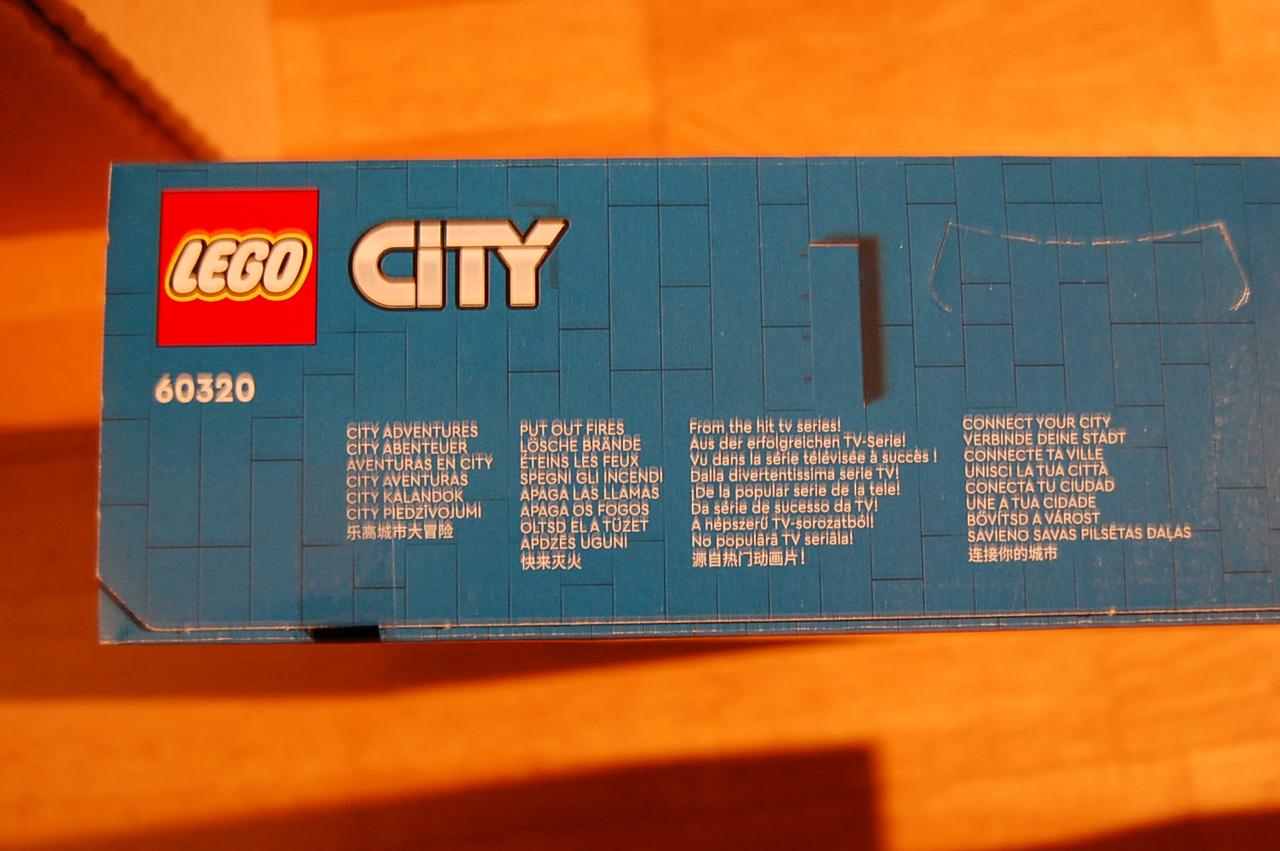 LEGO
CITY
60320
CITY ADVENTURES
CITY ABENTEUER
AVENTURAS EN CITY
CITY AVENTURAS
CITY KALANDOK
CITY PIEDZĪVOJUMI
乐高城市大冒险
PUT OUT FIRES
LÖSCHE BRÄNDE
ÉTEINS LES FEUX
SPEGNI GLI INCENDI
APAGA LAS LLAMAS
APAGA OS FOGOS
OLTSD EL A TÜZET
APDZĒS UGUNI
快来灭火
From the hit tv series!
Aus der erfolgreichen TV-Serie!
Vu dans la série télévisée à succès !
Dalla divertentissima serie TV!
¡De la popular serie de la tele!
Da série de sucesso da TV!
A népszerű TV-sorozatból!
No populārā TV seriāla!
源自热门动画片!
CONNECT YOUR CITY
VERBINDE DEINE STADT
CONNECTE TA VILLE
UNISCI LA TUA CITTÀ
CONECTA TU CIUDAD
UNE A TUA CIDADE
BŐVÍTSD A VÁROST
SAVIENO SAVAS PILSĒTAS DAĻAS
连接你的城市